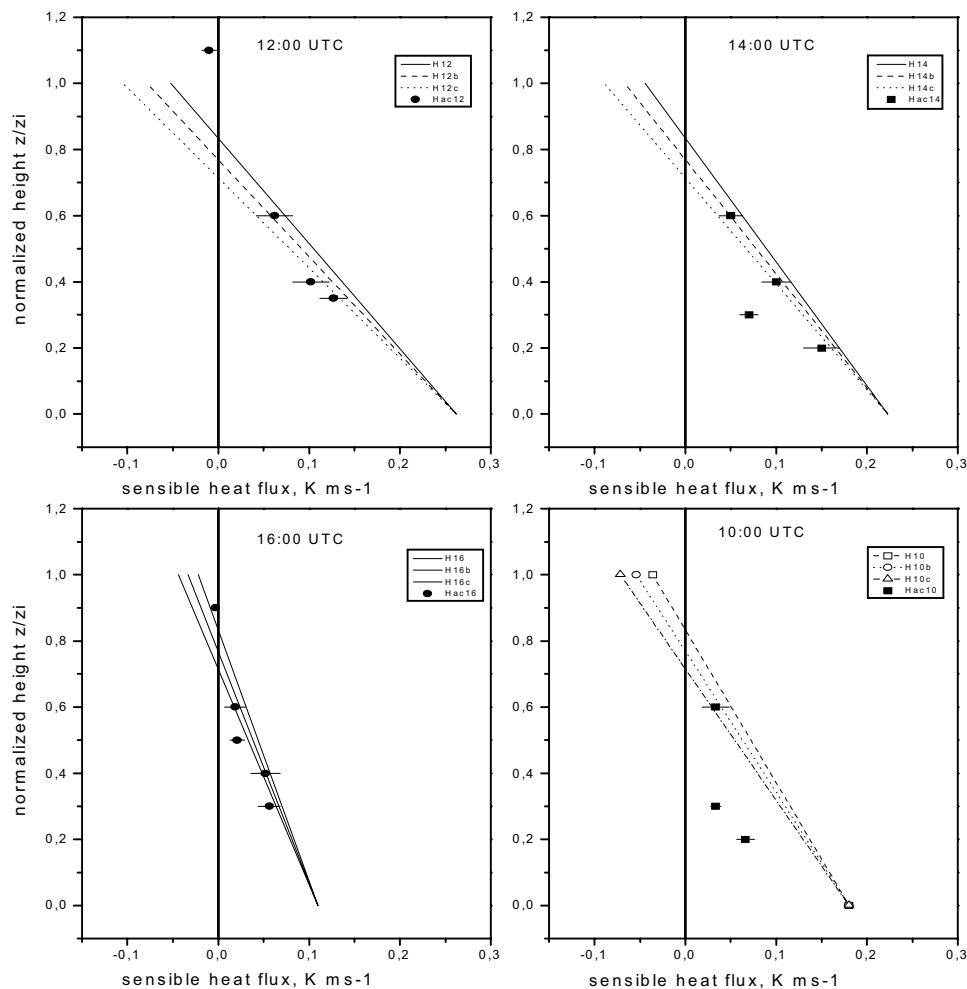 12:00 UTC
H12
H12b
H12c
Hac12
1,2
1,0
0,8
0,6
0,4
0,2
0,0
normalized height z/zi
-0,1
0,0
0,1
0,2
0,3
sensible heat flux, K ms-1
14:00 UTC
H14
H14b
H14c
Hac14
1,2
1,0
0,8
0,6
0,4
0,2
0,0
-0,1
0,0
0,1
0,2
0,3
sensible heat flux, K ms-1
16:00 UTC
H16
H16b
H16c
Hac16
1,2
1,0
0,8
0,6
0,4
0,2
0,0
normalized height z/zi
-0,1
0,0
0,1
0,2
0,3
sensible heat flux, K ms-1
10:00 UTC
H10
H10b
H10c
Hac10
1,2
1,0
0,8
0,6
0,4
0,2
0,0
-0,1
0,0
0,1
0,2
0,3
sensible heat flux, K ms-1